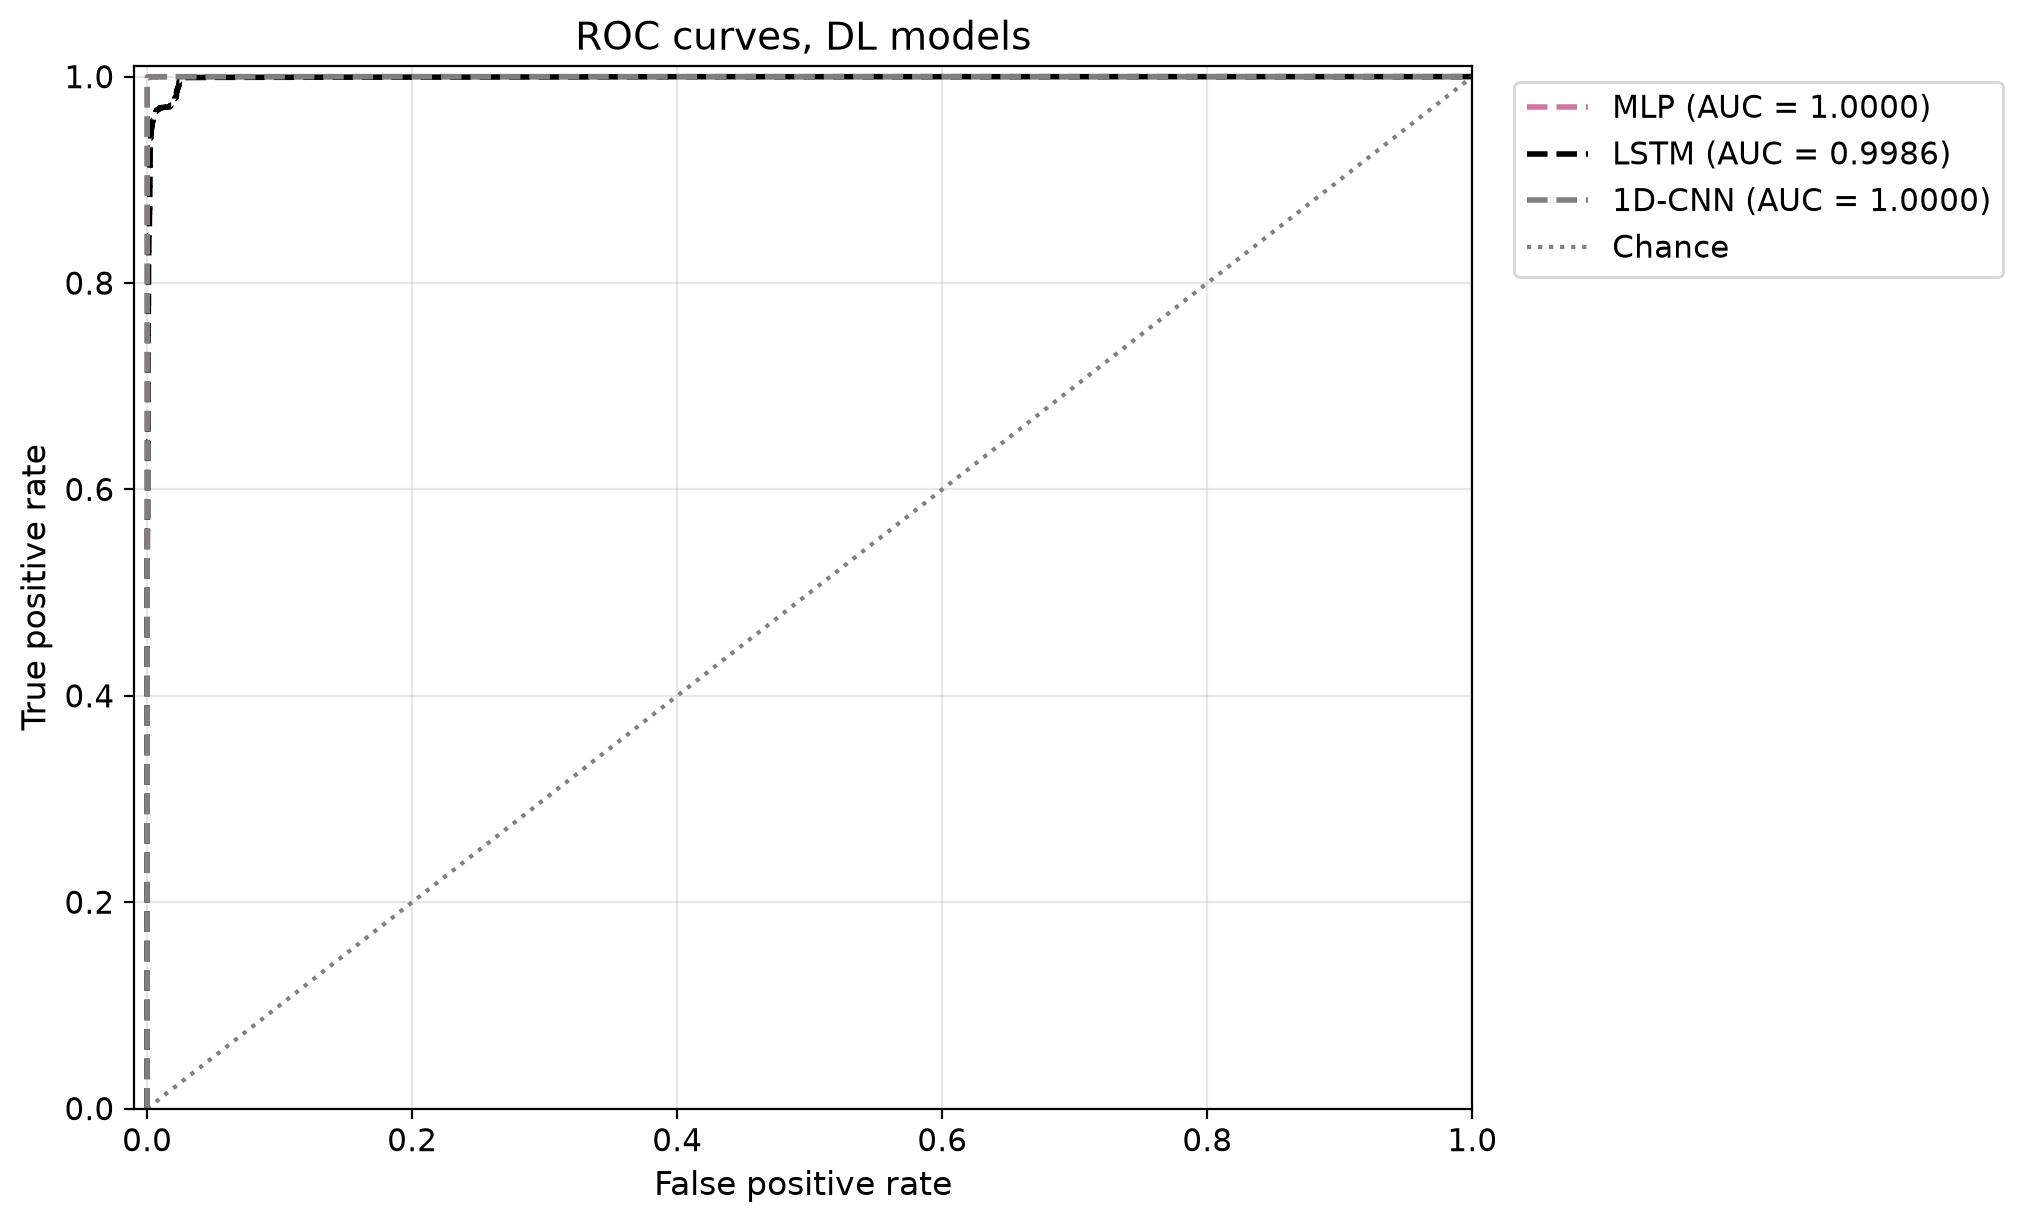 ROC curves, DL models
1.0
0.8
0.6
0.4
0.2
0.0
True positive rate
0.0 0.2 0.4 0.6 0.8 1.0
False positive rate
MLP (AUC = 1.0000)
LSTM (AUC = 0.9986)
1D-CNN (AUC = 1.0000)
Chance